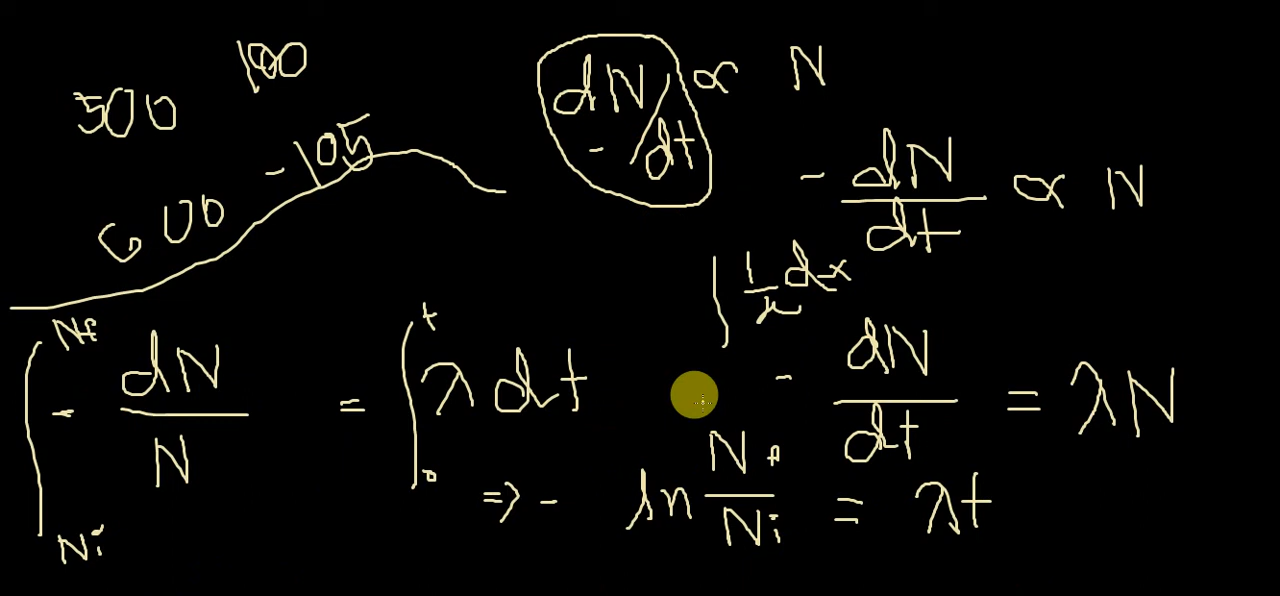 500
100
600 - 105
- dN/dt ∝ N
- dN/dt ∝ N
∫ 1/x dx
- dN/dt = λN
∫_{Ni}^{Nf} - dN/N = ∫_0^t λ dt
⇒ - ln Nf/Ni = λt